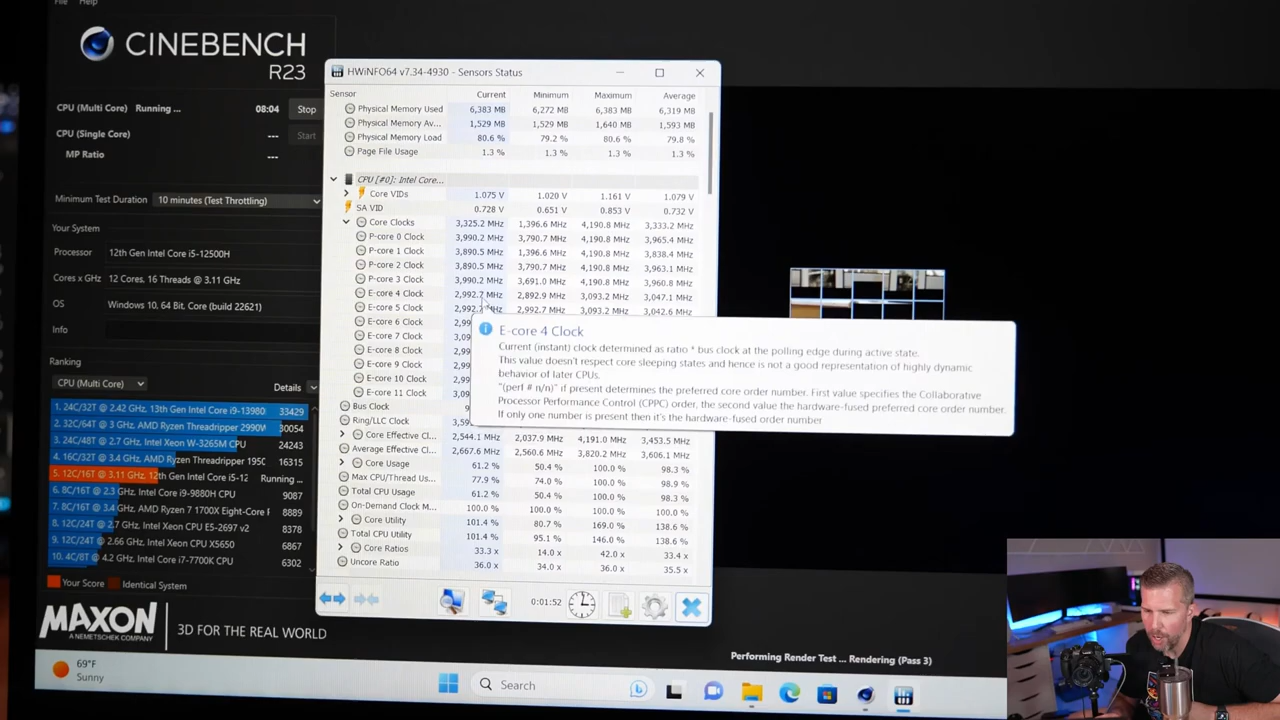 File Help
CINEBENCH
R23
CPU (Multi Core) Running ... 08:04 Stop
CPU (Single Core) --- Start
MP Ratio ---
Minimum Test Duration 10 minutes (Test Throttling)
Your System
Processor 12th Gen Intel Core i5-12500H
Cores x GHz 12 Cores, 16 Threads @ 3.11 GHz
OS Windows 10, 64 Bit, Core (build 22621)
Info
Ranking
CPU (Multi Core) Details
1. 24C/32T @ 2.42 GHz, 13th Gen Intel Core i9-13980 33429
2. 32C/64T @ 3 GHz, AMD Ryzen Threadripper 2990W 30054
3. 24C/48T @ 2.7 GHz, Intel Xeon W-3265M CPU 24243
4. 16C/32T @ 3.4 GHz, AMD Ryzen Threadripper 195C 16315
5. 12C/16T @ 3.11 GHz, 12th Gen Intel Core i5-12 Running...
6. 8C/16T @ 2.3 GHz, Intel Core i9-9880H CPU 9087
7. 8C/16T @ 3.4 GHz, AMD Ryzen 7 1700X Eight-Core 8889
8. 12C/24T @ 2.7 GHz, Intel Xeon CPU E5-2697 v2 8378
9. 12C/24T @ 2.66 GHz, Intel Xeon CPU X5650 6867
10. 4C/8T @ 4.2 GHz, Intel Core i7-7700K CPU 6302
Your Score Identical System
MAXON
A NEMETSCHEK COMPANY
3D FOR THE REAL WORLD
HWiNFO64 v7.34-4930 - Sensors Status
Sensor Current Minimum Maximum Average
Physical Memory Used 6,383 MB 6,272 MB 6,383 MB 6,319 MB
Physical Memory Av... 1,529 MB 1,529 MB 1,640 MB 1,593 MB
Physical Memory Load 80.6 % 79.2 % 80.6 % 79.8 %
Page File Usage 1.3 % 1.3 % 1.3 % 1.3 %
CPU [#0]: Intel Core...
Core VIDs 1.075 V 1.020 V 1.161 V 1.079 V
SA VID 0.728 V 0.651 V 0.853 V 0.732 V
Core Clocks 3,325.2 MHz 1,396.6 MHz 4,190.8 MHz 3,333.2 MHz
P-core 0 Clock 3,990.2 MHz 3,790.7 MHz 4,190.8 MHz 3,965.4 MHz
P-core 1 Clock 3,890.5 MHz 1,396.6 MHz 4,190.8 MHz 3,838.4 MHz
P-core 2 Clock 3,890.5 MHz 3,790.7 MHz 4,190.8 MHz 3,963.1 MHz
P-core 3 Clock 3,990.2 MHz 3,691.0 MHz 4,190.8 MHz 3,960.8 MHz
E-core 4 Clock 2,992.7 MHz 2,892.9 MHz 3,093.2 MHz 3,047.1 MHz
E-core 5 Clock 2,992.7 MHz 2,992.7 MHz 3,093.2 MHz 3,042.6 MHz
E-core 6 Clock 2,99
E-core 7 Clock 3,09
E-core 8 Clock 2,99
E-core 9 Clock 2,99
E-core 10 Clock 2,99
E-core 11 Clock 3,09
Bus Clock 9
Ring/LLC Clock 3,59
Core Effective Cl... 2,544.1 MHz 2,037.9 MHz 4,191.0 MHz 3,453.5 MHz
Average Effective Cl... 2,667.6 MHz 2,560.6 MHz 3,820.2 MHz 3,606.1 MHz
Core Usage 61.2 % 50.4 % 100.0 % 98.3 %
Max CPU/Thread Us... 77.9 % 74.0 % 100.0 % 98.9 %
Total CPU Usage 61.2 % 50.4 % 100.0 % 98.3 %
On-Demand Clock M... 100.0 % 100.0 % 100.0 % 100.0 %
Core Utility 101.4 % 80.7 % 169.0 % 138.6 %
Total CPU Utility 101.4 % 95.1 % 146.0 % 138.6 %
Core Ratios 33.3 x 14.0 x 42.0 x 33.4 x
Uncore Ratio 36.0 x 34.0 x 36.0 x 35.5 x
0:01:52
E-core 4 Clock
Current (instant) clock determined as ratio * bus clock at the polling edge during active state.
This value doesn't respect core sleeping states and hence is not a good representation of highly dynamic
behavior of later CPUs.
"(perf # n/n)" if present determines the preferred core order number. First value specifies the Collaborative
Processor Performance Control (CPPC) order, the second value the hardware-fused preferred core order number.
If only one number is present then it's the hardware-fused order number
Performing Render Test ... Rendering (Pass 3)
69°F
Sunny
Search